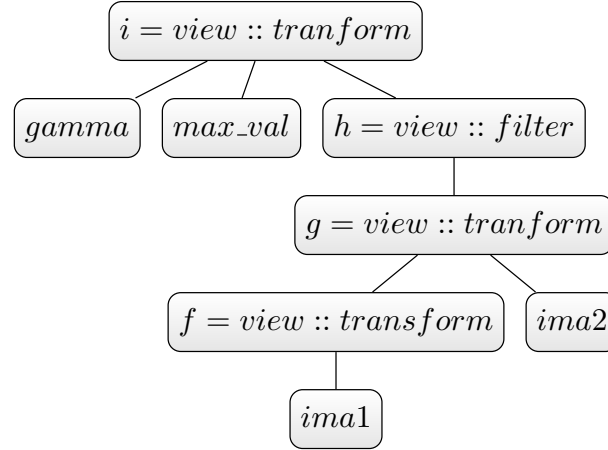 i = view :: tranform
gamma
max_val
h = view :: filter
g = view :: tranform
f = view :: transform
ima2
ima1